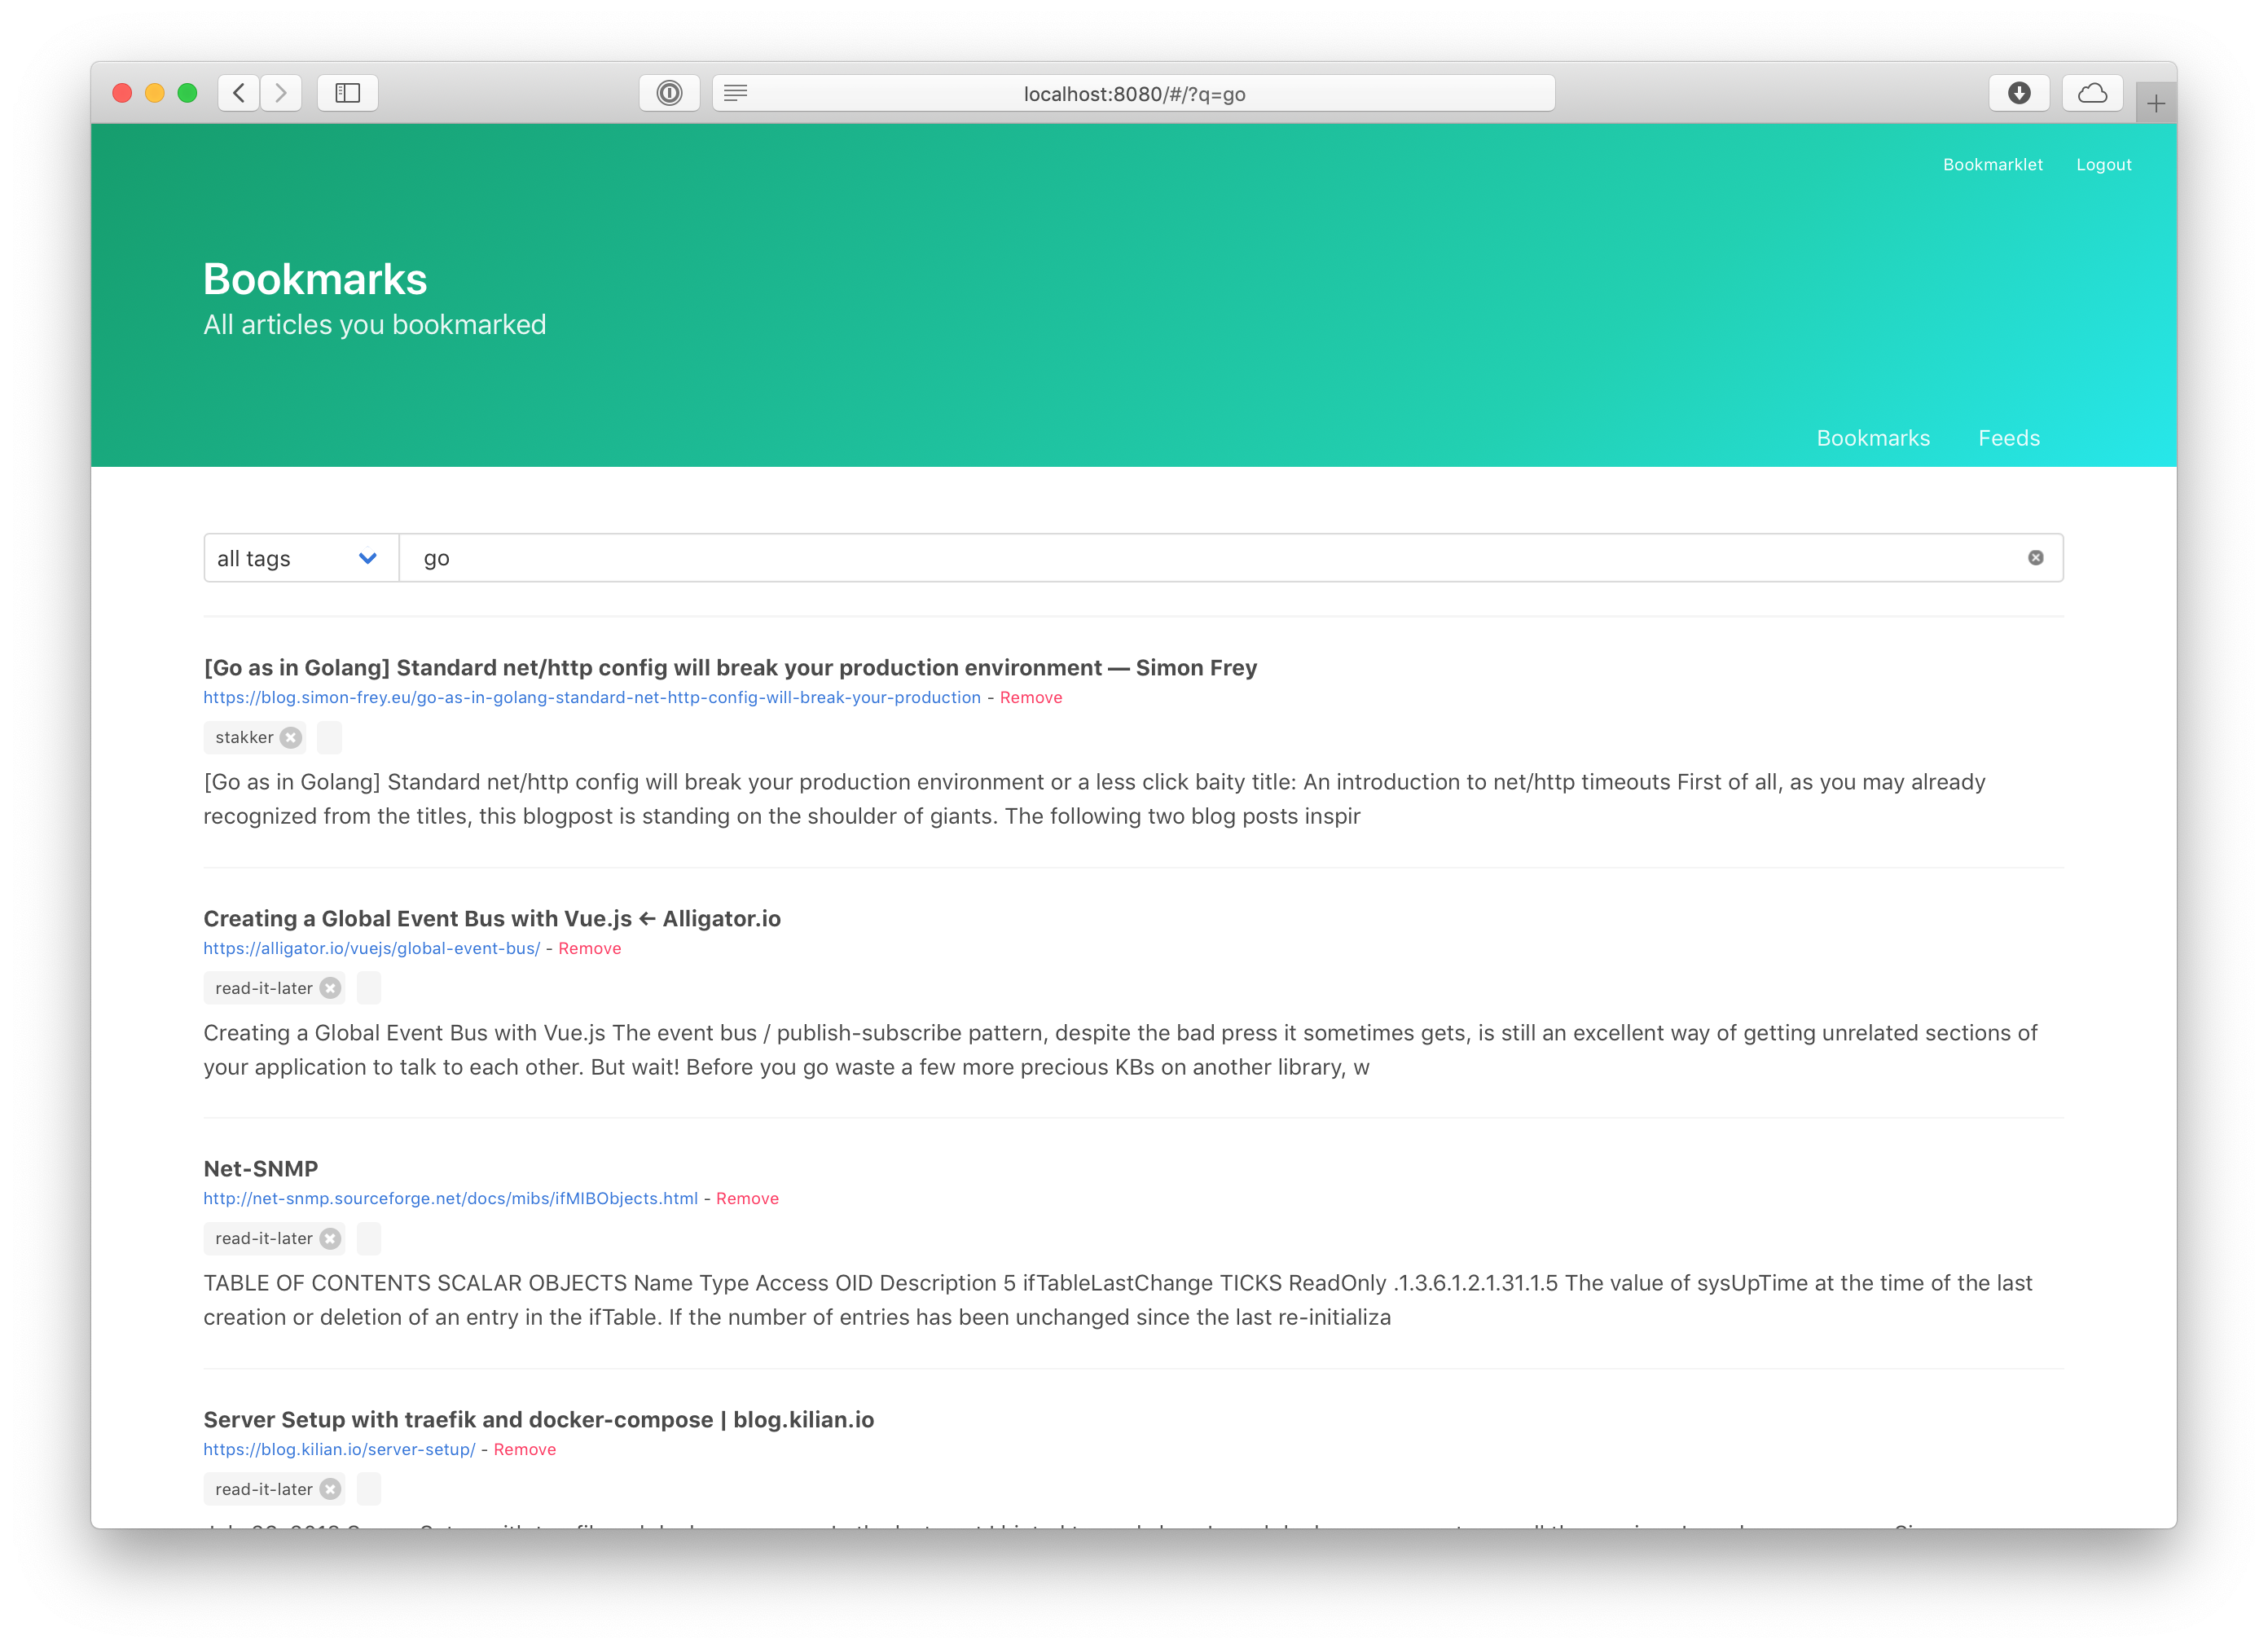 localhost:8080/#/?q=go
Bookmarklet Logout
Bookmarks
All articles you bookmarked
Bookmarks Feeds
all tags go
[Go as in Golang] Standard net/http config will break your production environment — Simon Frey
https://blog.simon-frey.eu/go-as-in-golang-standard-net-http-config-will-break-your-production - Remove
stakker
[Go as in Golang] Standard net/http config will break your production environment or a less click baity title: An introduction to net/http timeouts First of all, as you may already
recognized from the titles, this blogpost is standing on the shoulder of giants. The following two blog posts inspir
Creating a Global Event Bus with Vue.js ← Alligator.io
https://alligator.io/vuejs/global-event-bus/ - Remove
read-it-later
Creating a Global Event Bus with Vue.js The event bus / publish-subscribe pattern, despite the bad press it sometimes gets, is still an excellent way of getting unrelated sections of
your application to talk to each other. But wait! Before you go waste a few more precious KBs on another library, w
Net-SNMP
http://net-snmp.sourceforge.net/docs/mibs/ifMIBObjects.html - Remove
read-it-later
TABLE OF CONTENTS SCALAR OBJECTS Name Type Access OID Description 5 ifTableLastChange TICKS ReadOnly .1.3.6.1.2.1.31.1.5 The value of sysUpTime at the time of the last
creation or deletion of an entry in the ifTable. If the number of entries has been unchanged since the last re-initializa
Server Setup with traefik and docker-compose | blog.kilian.io
https://blog.kilian.io/server-setup/ - Remove
read-it-later